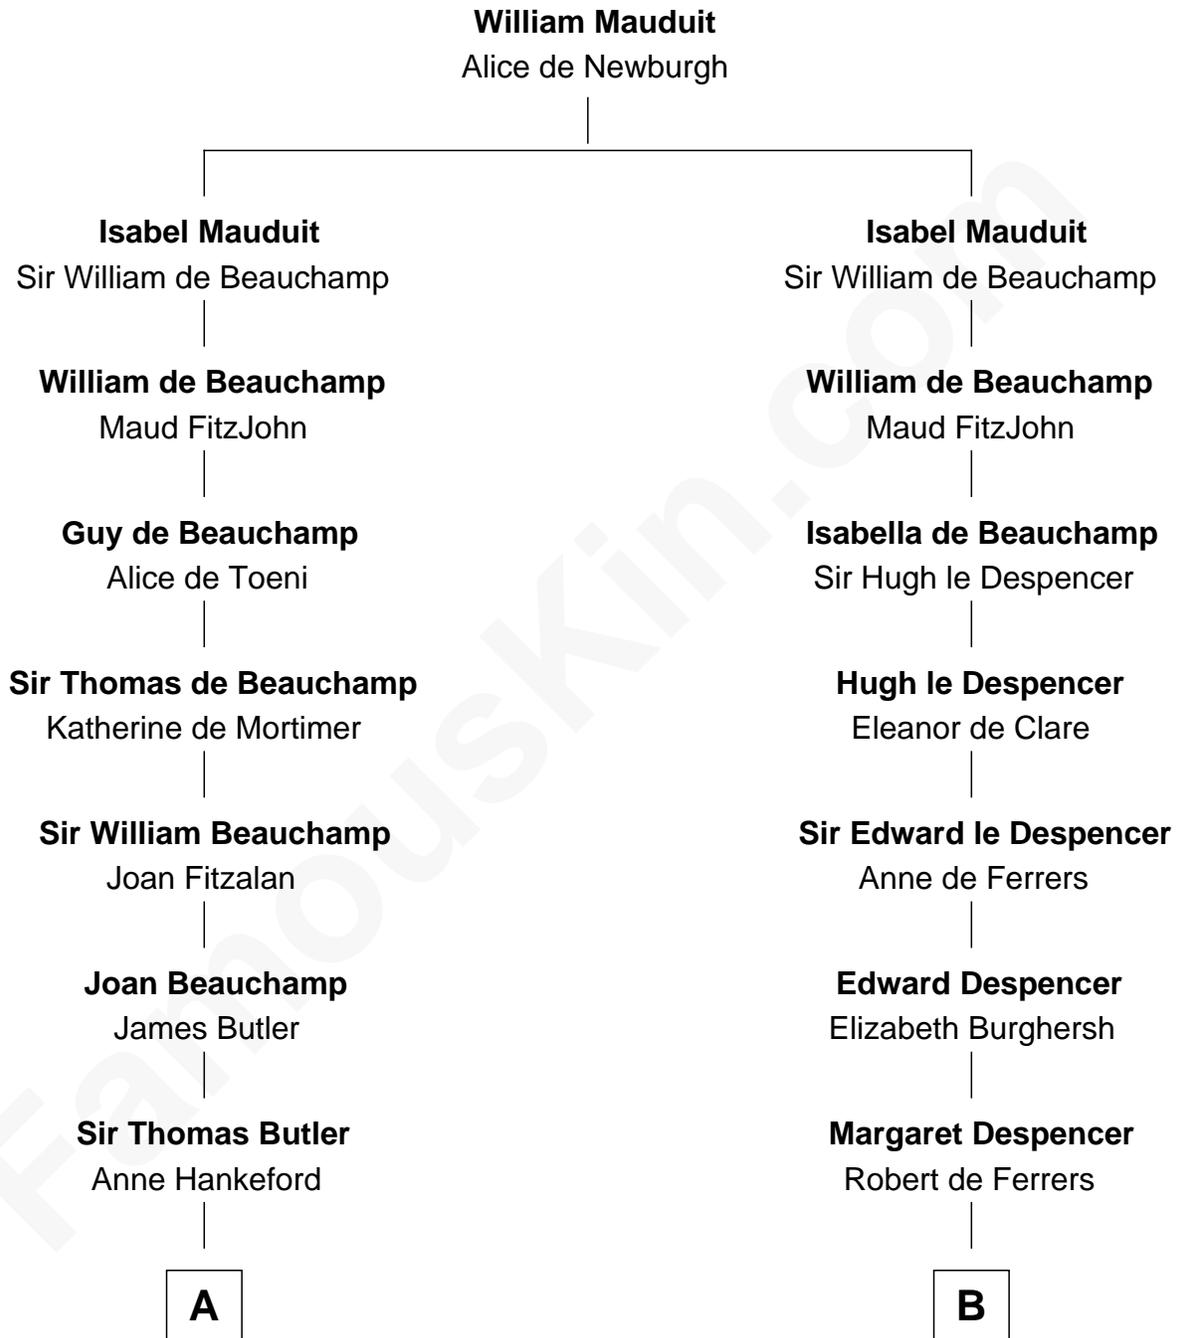 William Mauduit
Alice de Newburgh
Isabel Mauduit
Sir William de Beauchamp
William de Beauchamp
Maud FitzJohn
Guy de Beauchamp
Alice de Toeni
Sir Thomas de Beauchamp
Katherine de Mortimer
Sir William Beauchamp
Joan Fitzalan
Joan Beauchamp
James Butler
Sir Thomas Butler
Anne Hankeford
A
Isabel Mauduit
Sir William de Beauchamp
William de Beauchamp
Maud FitzJohn
Isabella de Beauchamp
Sir Hugh le Despencer
Hugh le Despencer
Eleanor de Clare
Sir Edward le Despencer
Anne de Ferrers
Edward Despencer
Elizabeth Burghersh
Margaret Despencer
Robert de Ferrers
B
FamousKin.com